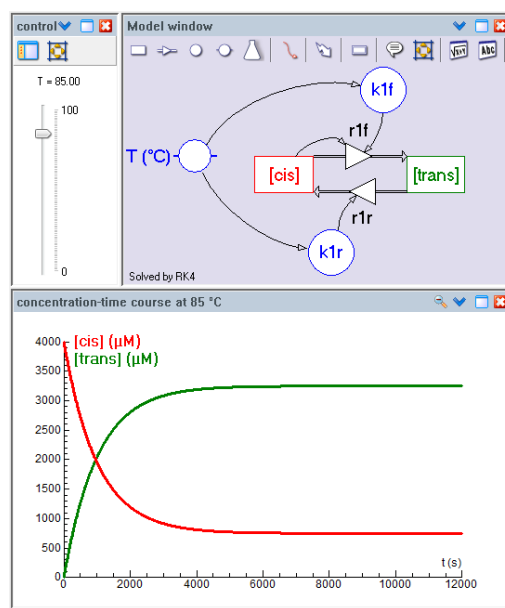 control
T = 85.00
100
0
Model window
√x+y
Abc
k1f
r1f
T (°C)
[cis]
[trans]
r1r
k1r
Solved by RK4
concentration-time course at 85 °C
[cis] (µM)
[trans] (µM)
4000
3500
3000
2500
2000
1500
1000
500
0
0
2000
4000
6000
8000
10000
12000
t (s)